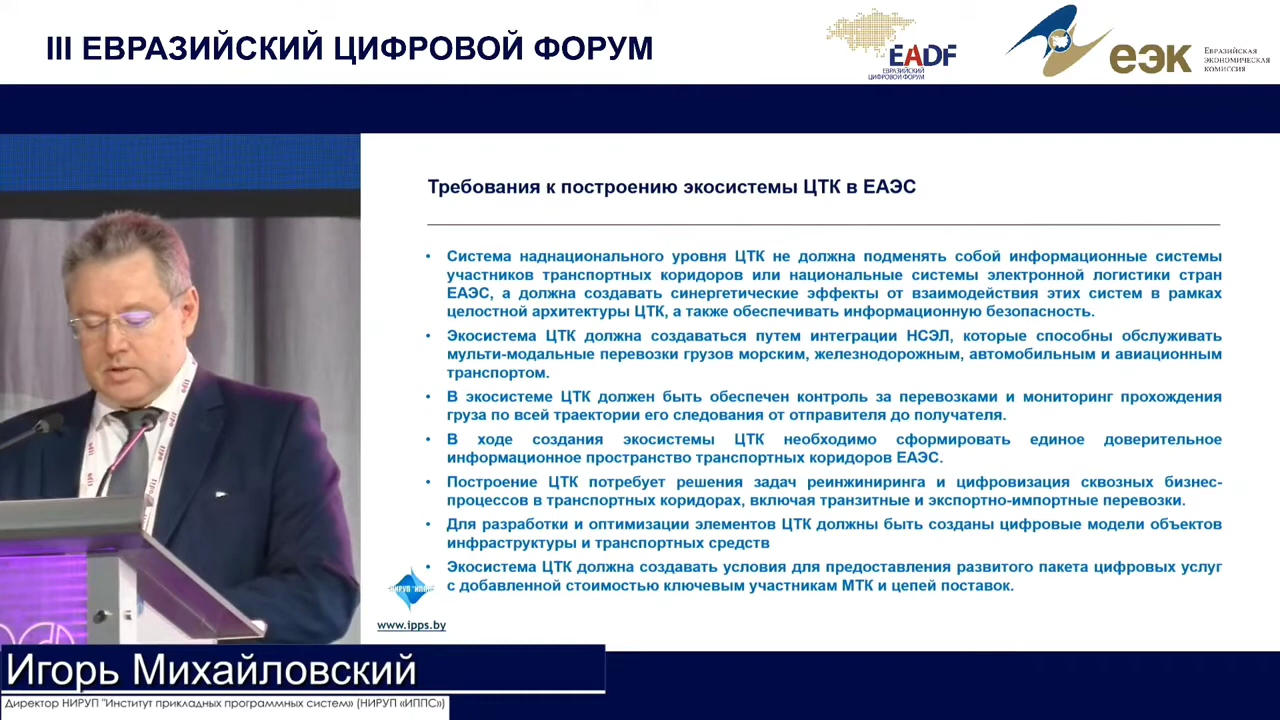 III ЕВРАЗИЙСКИЙ ЦИФРОВОЙ ФОРУМ
EADF
ЕВРАЗИЙСКИЙ
ЦИФРОВОЙ ФОРУМ
еэк
ЕВРАЗИЙСКАЯ
ЭКОНОМИЧЕСКАЯ
КОМИССИЯ
Требования к построению экосистемы ЦТК в ЕАЭС
• Система наднационального уровня ЦТК не должна подменять собой информационные системы
участников транспортных коридоров или национальные системы электронной логистики стран
ЕАЭС, а должна создавать синергетические эффекты от взаимодействия этих систем в рамках
целостной архитектуры ЦТК, а также обеспечивать информационную безопасность.
• Экосистема ЦТК должна создаваться путем интеграции НСЭЛ, которые способны обслуживать
мульти-модальные перевозки грузов морским, железнодорожным, автомобильным и авиационным
транспортом.
• В экосистеме ЦТК должен быть обеспечен контроль за перевозками и мониторинг прохождения
груза по всей траектории его следования от отправителя до получателя.
• В ходе создания экосистемы ЦТК необходимо сформировать единое доверительное
информационное пространство транспортных коридоров ЕАЭС.
• Построение ЦТК потребует решения задач реинжиниринга и цифровизация сквозных бизнес-
процессов в транспортных коридорах, включая транзитные и экспортно-импортные перевозки.
• Для разработки и оптимизации элементов ЦТК должны быть созданы цифровые модели объектов
инфраструктуры и транспортных средств
• Экосистема ЦТК должна создавать условия для предоставления развитого пакета цифровых услуг
с добавленной стоимостью ключевым участникам МТК и цепей поставок.
НИРУП "ИППС"
www.ipps.by
Игорь Михайловский
Директор НИРУП "Институт прикладных программных систем» (НИРУП «ИППС»)